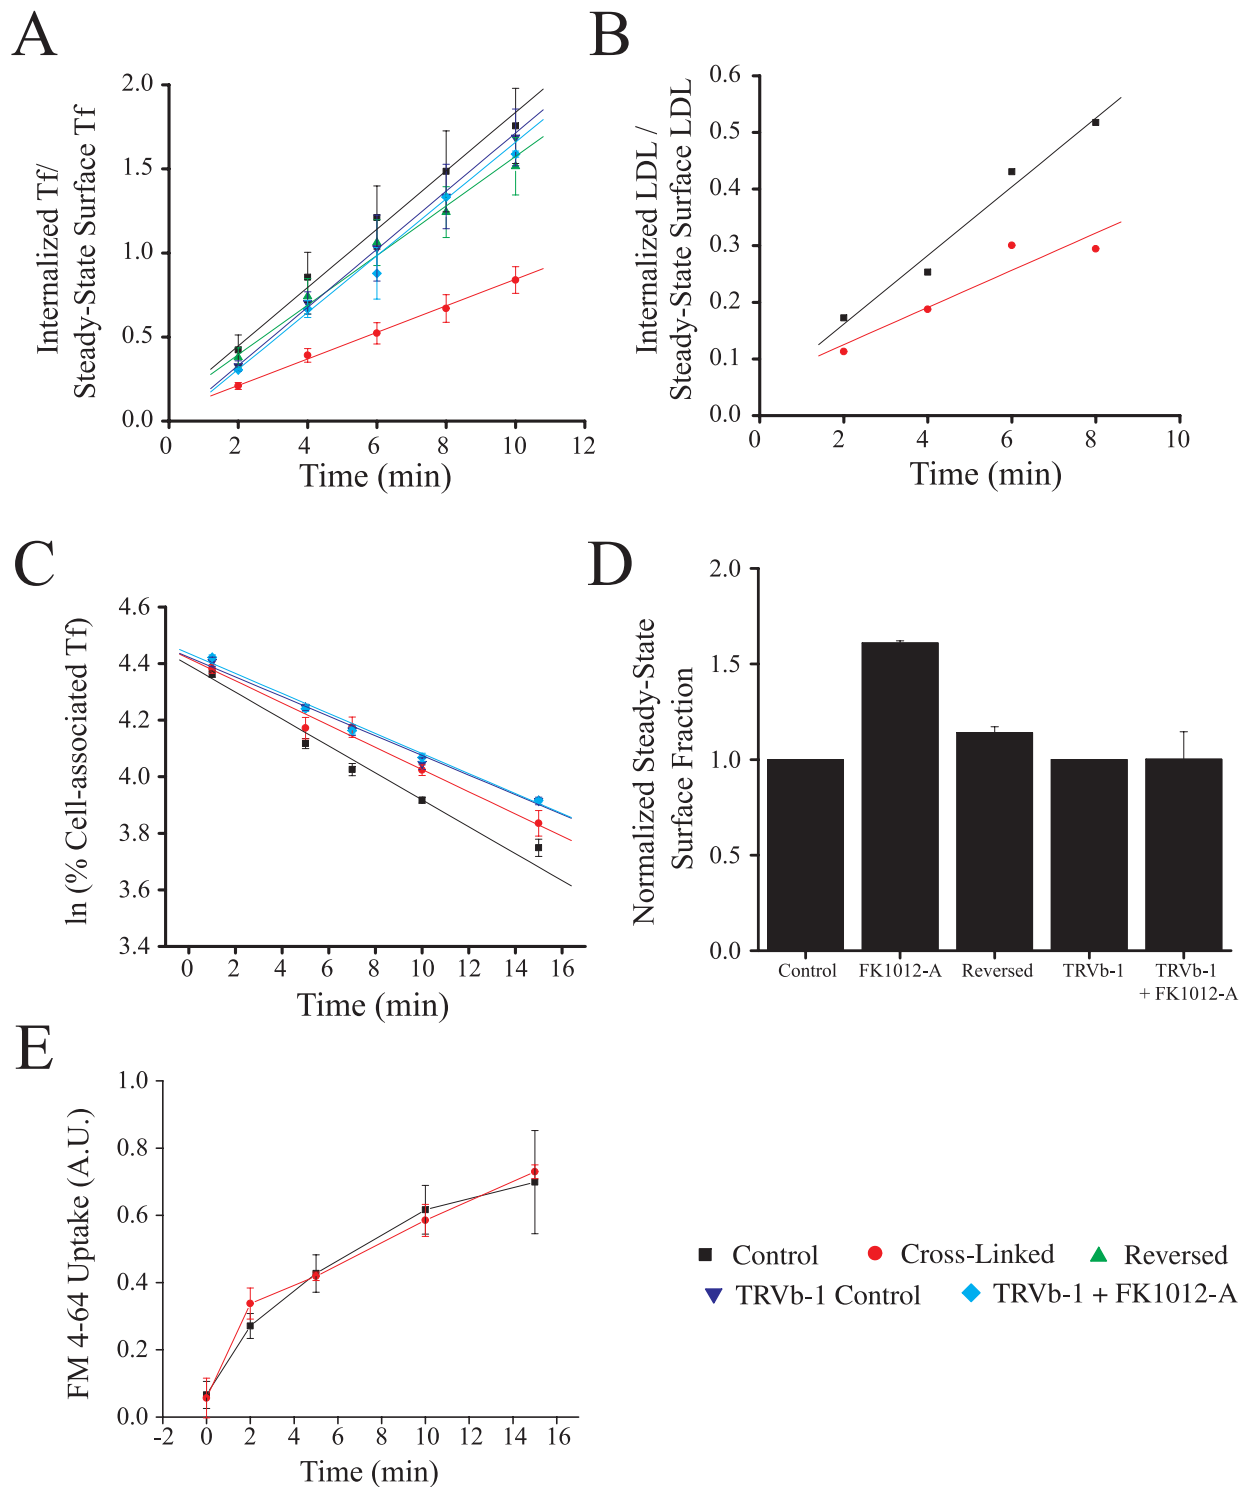 A
Internalized Tf/
Steady-State Surface Tf
2.0
1.5
1.0
0.5
0.0
0 2 4 6 8 10 12
Time (min)
B
Internalized LDL /
Steady-State Surface LDL
0.6
0.5
0.4
0.3
0.2
0.1
0.0
0 2 4 6 8 10
Time (min)
C
ln (% Cell-associated Tf)
4.6
4.4
4.2
4.0
3.8
3.6
3.4
0 2 4 6 8 10 12 14 16
Time (min)
D
Normalized Steady-State
Surface Fraction
2.0
1.5
1.0
0.5
0.0
Control FK1012-A Reversed TRVb-1 TRVb-1
+ FK1012-A
E
FM 4-64 Uptake (A.U.)
1.0
0.8
0.6
0.4
0.2
0.0
-2 0 2 4 6 8 10 12 14 16
Time (min)
Control Cross-Linked Reversed
TRVb-1 Control TRVb-1 + FK1012-A